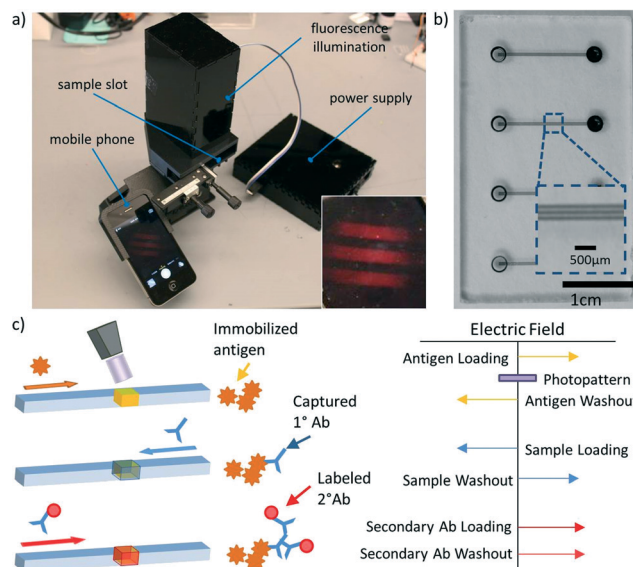 a)
fluorescence
illumination
sample slot
power supply
mobile phone
b)
500μm
1cm
c)
Immobilized
antigen
Captured
1° Ab
Labeled
2°Ab
Electric Field
Antigen Loading
Photopattern
Antigen Washout
Sample Loading
Sample Washout
Secondary Ab Loading
Secondary Ab Washout